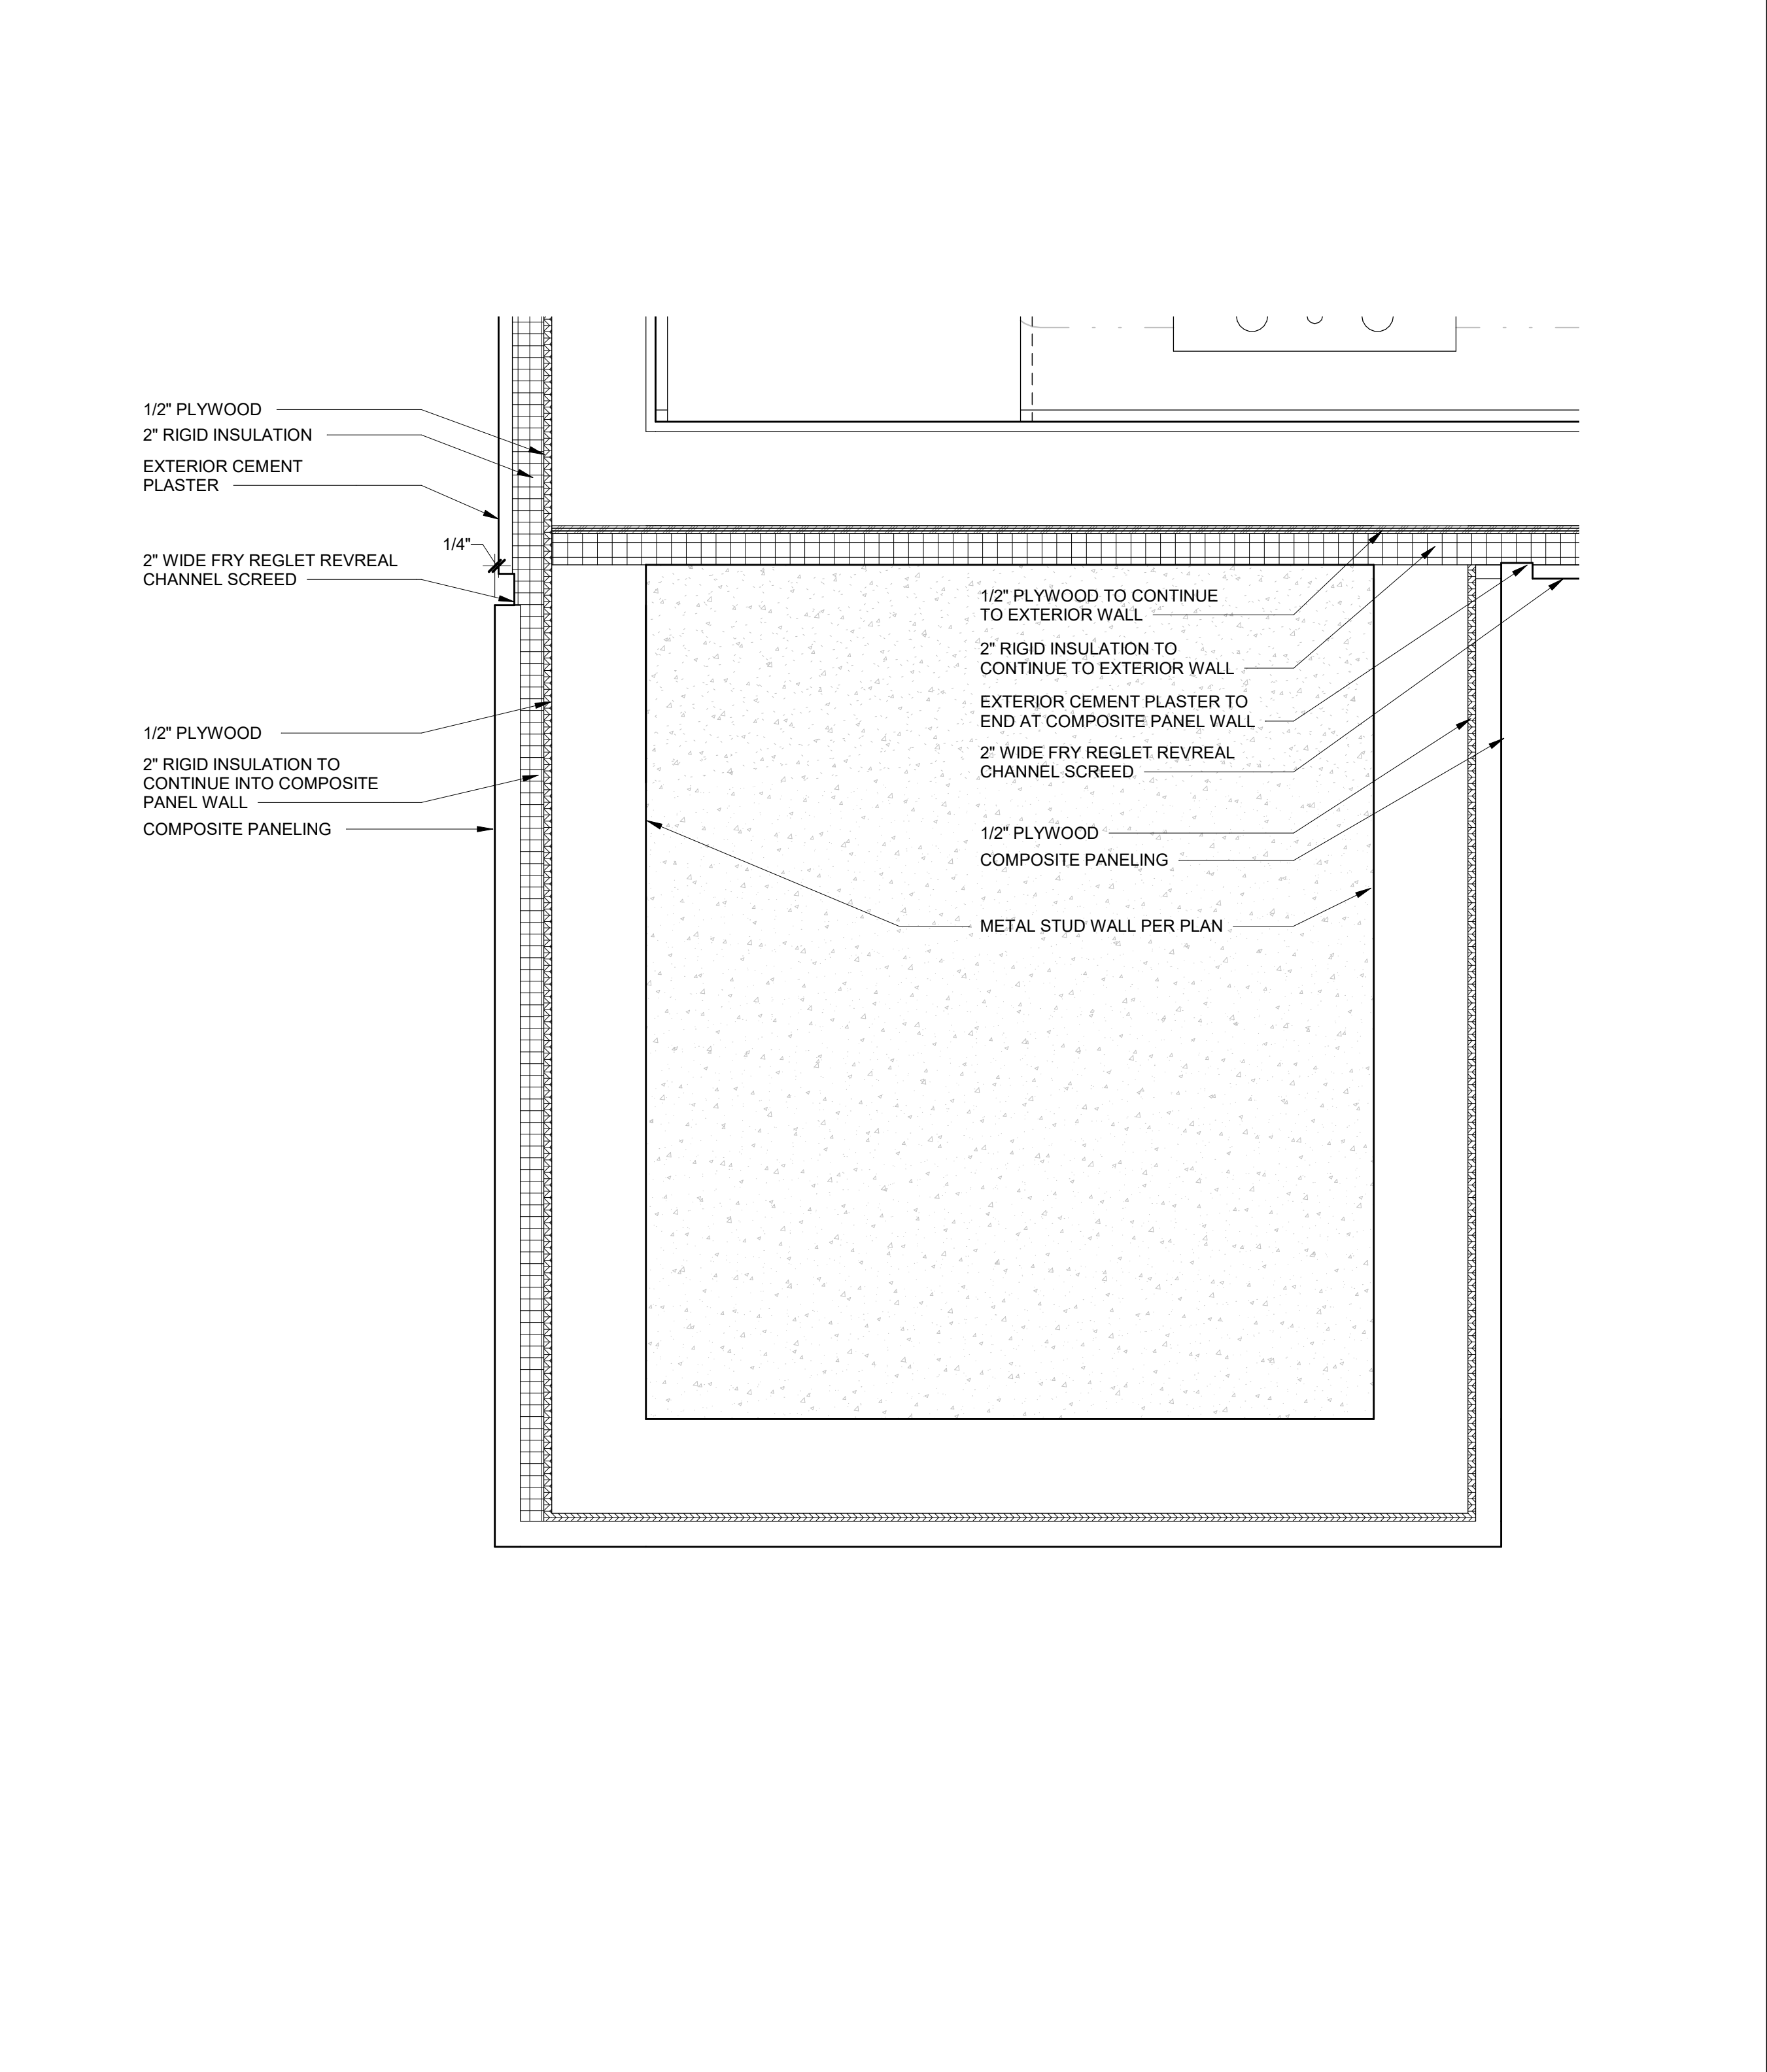 1/2" PLYWOOD
2" RIGID INSULATION
EXTERIOR CEMENT
PLASTER
1/4"
2" WIDE FRY REGLET REVREAL
CHANNEL SCREED
1/2" PLYWOOD
2" RIGID INSULATION TO
CONTINUE INTO COMPOSITE
PANEL WALL
COMPOSITE PANELING
1/2" PLYWOOD TO CONTINUE
TO EXTERIOR WALL
2" RIGID INSULATION TO
CONTINUE TO EXTERIOR WALL
EXTERIOR CEMENT PLASTER TO
END AT COMPOSITE PANEL WALL
2" WIDE FRY REGLET REVREAL
CHANNEL SCREED
1/2" PLYWOOD
COMPOSITE PANELING
METAL STUD WALL PER PLAN